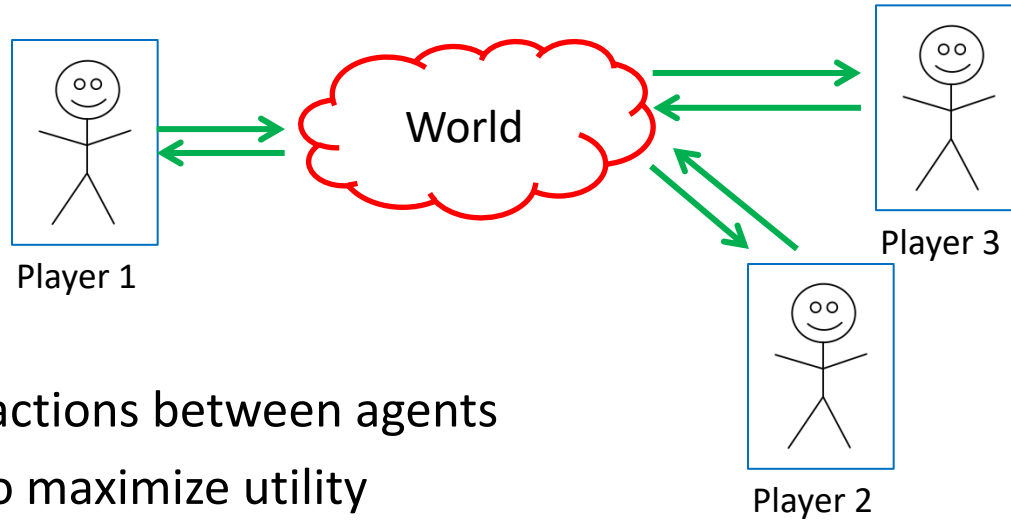 World
Player 1
Player 3
actions between agents
o maximize utility
Player 2